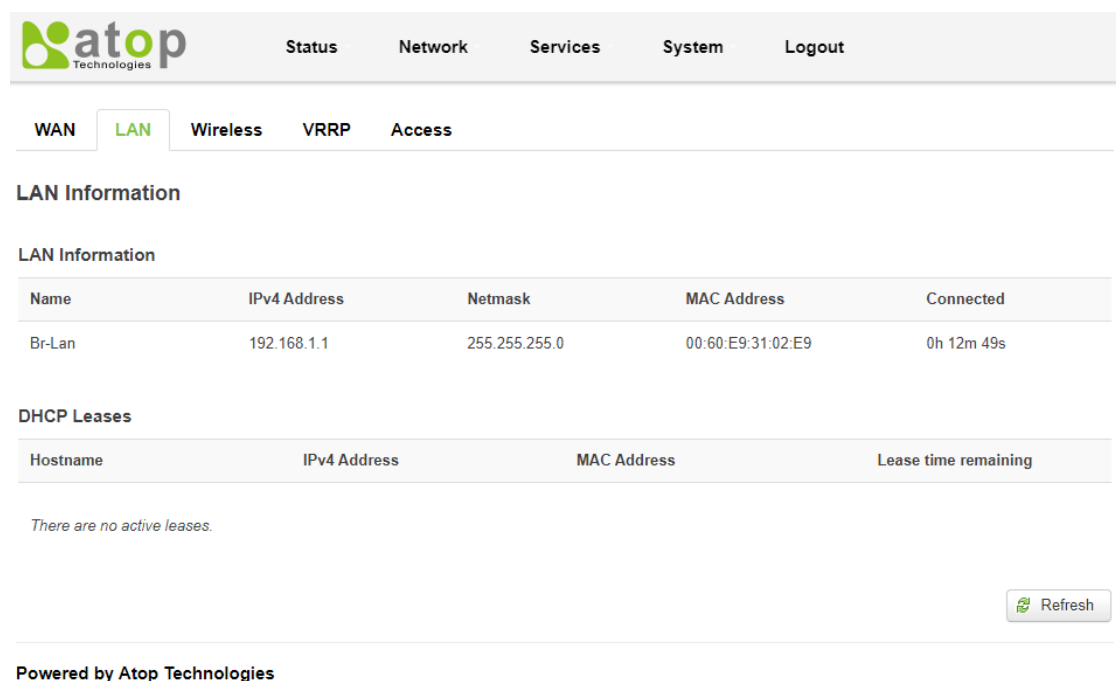 atop
Technologies
Status Network Services System Logout
WAN LAN Wireless VRRP Access
LAN Information
LAN Information
Name IPv4 Address Netmask MAC Address Connected
Br-Lan 192.168.1.1 255.255.255.0 00:60:E9:31:02:E9 0h 12m 49s
DHCP Leases
Hostname IPv4 Address MAC Address Lease time remaining
There are no active leases.
Refresh
Powered by Atop Technologies